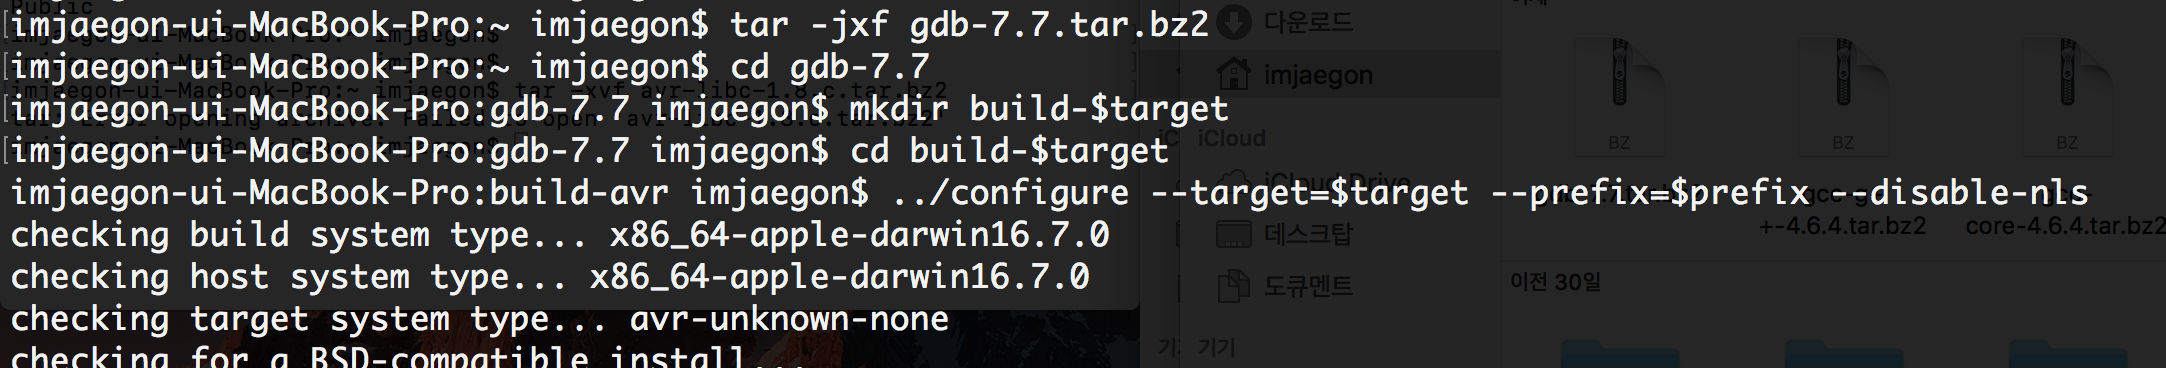 imjaegon-ui-MacBook-Pro:~ imjaegon$ tar -jxf gdb-7.7.tar.bz2
imjaegon-ui-MacBook-Pro:~ imjaegon$ cd gdb-7.7
imjaegon-ui-MacBook-Pro:gdb-7.7 imjaegon$ mkdir build-$target
imjaegon-ui-MacBook-Pro:gdb-7.7 imjaegon$ cd build-$target
imjaegon-ui-MacBook-Pro:build-avr imjaegon$ ../configure --target=$target --prefix=$prefix --disable-nls
checking build system type... x86_64-apple-darwin16.7.0
checking host system type... x86_64-apple-darwin16.7.0
checking target system type... avr-unknown-none
checking for a BSD-compatible install...
다운로드
imjaegon
iCloud
iCloud Drive
데스크탑
도큐멘트
기기
BZ
BZ
BZ
+-4.6.4.tar.bz2
core-4.6.4.tar.bz2
이전 30일